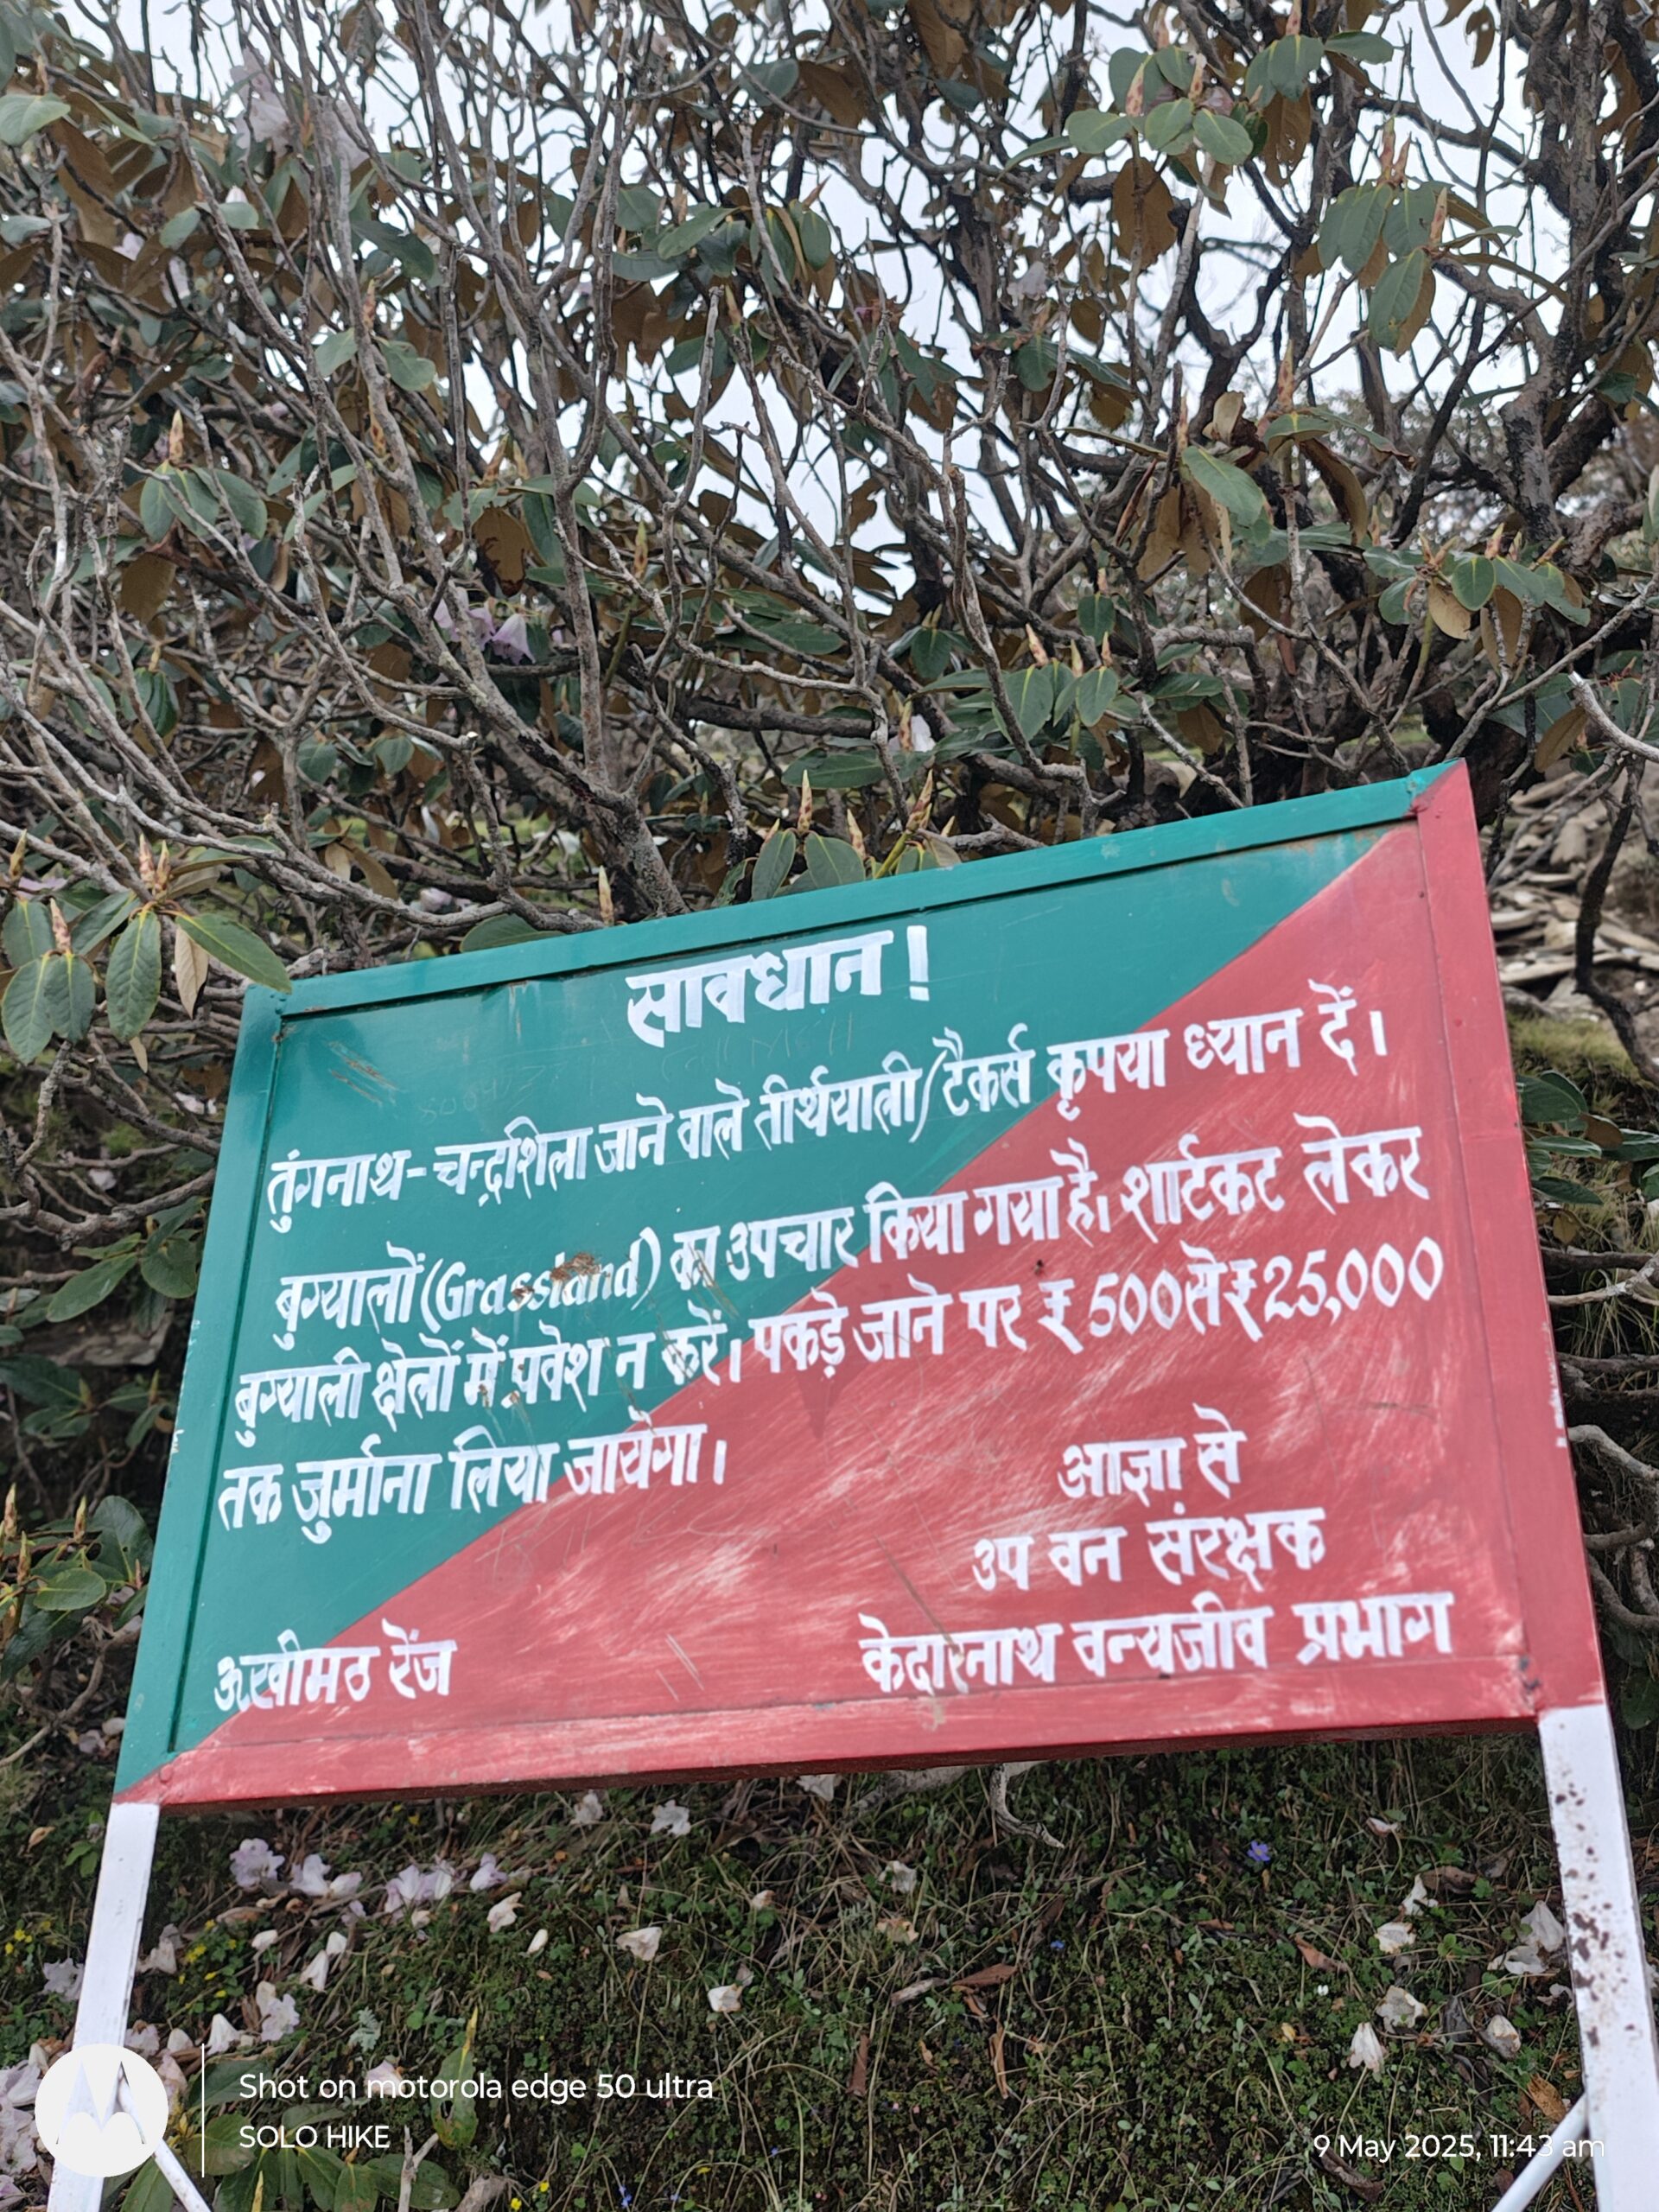 सावधान !
तुंगनाथ-चन्द्रशिला जाने वाले तीर्थयात्री/टैकर्स कृपया ध्यान दें।
बुग्यालों (Grassland) का उपचार किया गया है। शार्टकट लेकर
बुग्याली क्षेत्रों में प्रवेश न करें। पकड़े जाने पर ₹ 500 से ₹ 25,000
तक जुर्माना लिया जायेगा।
आज्ञा से
उप वन संरक्षक
ऊखीमठ रेंज केदारनाथ वन्यजीव प्रभाग
Shot on motorola edge 50 ultra
SOLO HIKE
9 May 2025, 11:43 am